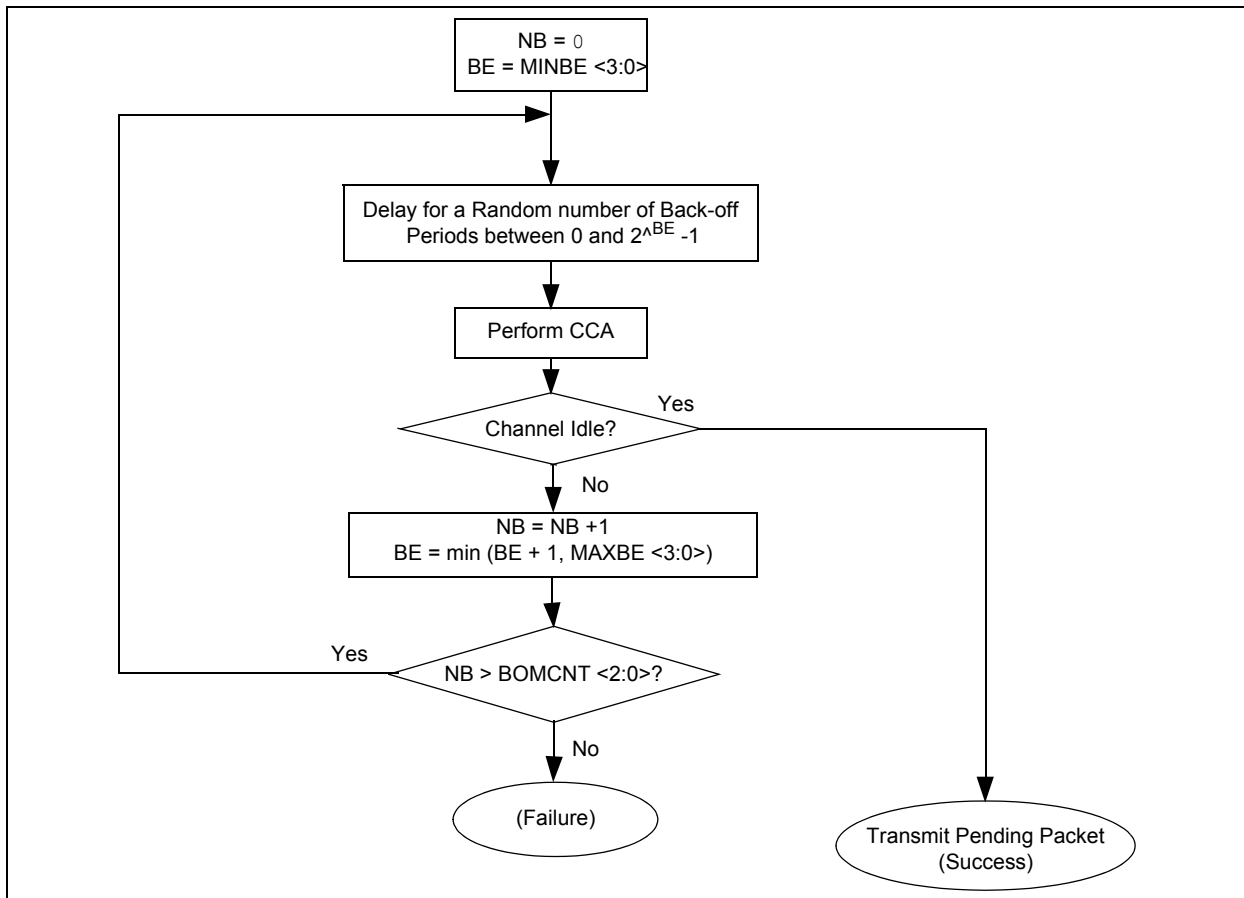 NB = 0
BE = MINBE <3:0>
Delay for a Random number of Back-off
Periods between 0 and 2^BE -1
Perform CCA
Channel Idle?
Yes
No
NB = NB +1
BE = min (BE + 1, MAXBE <3:0>)
Yes
NB > BOMCNT <2:0>?
No
(Failure)
Transmit Pending Packet
(Success)